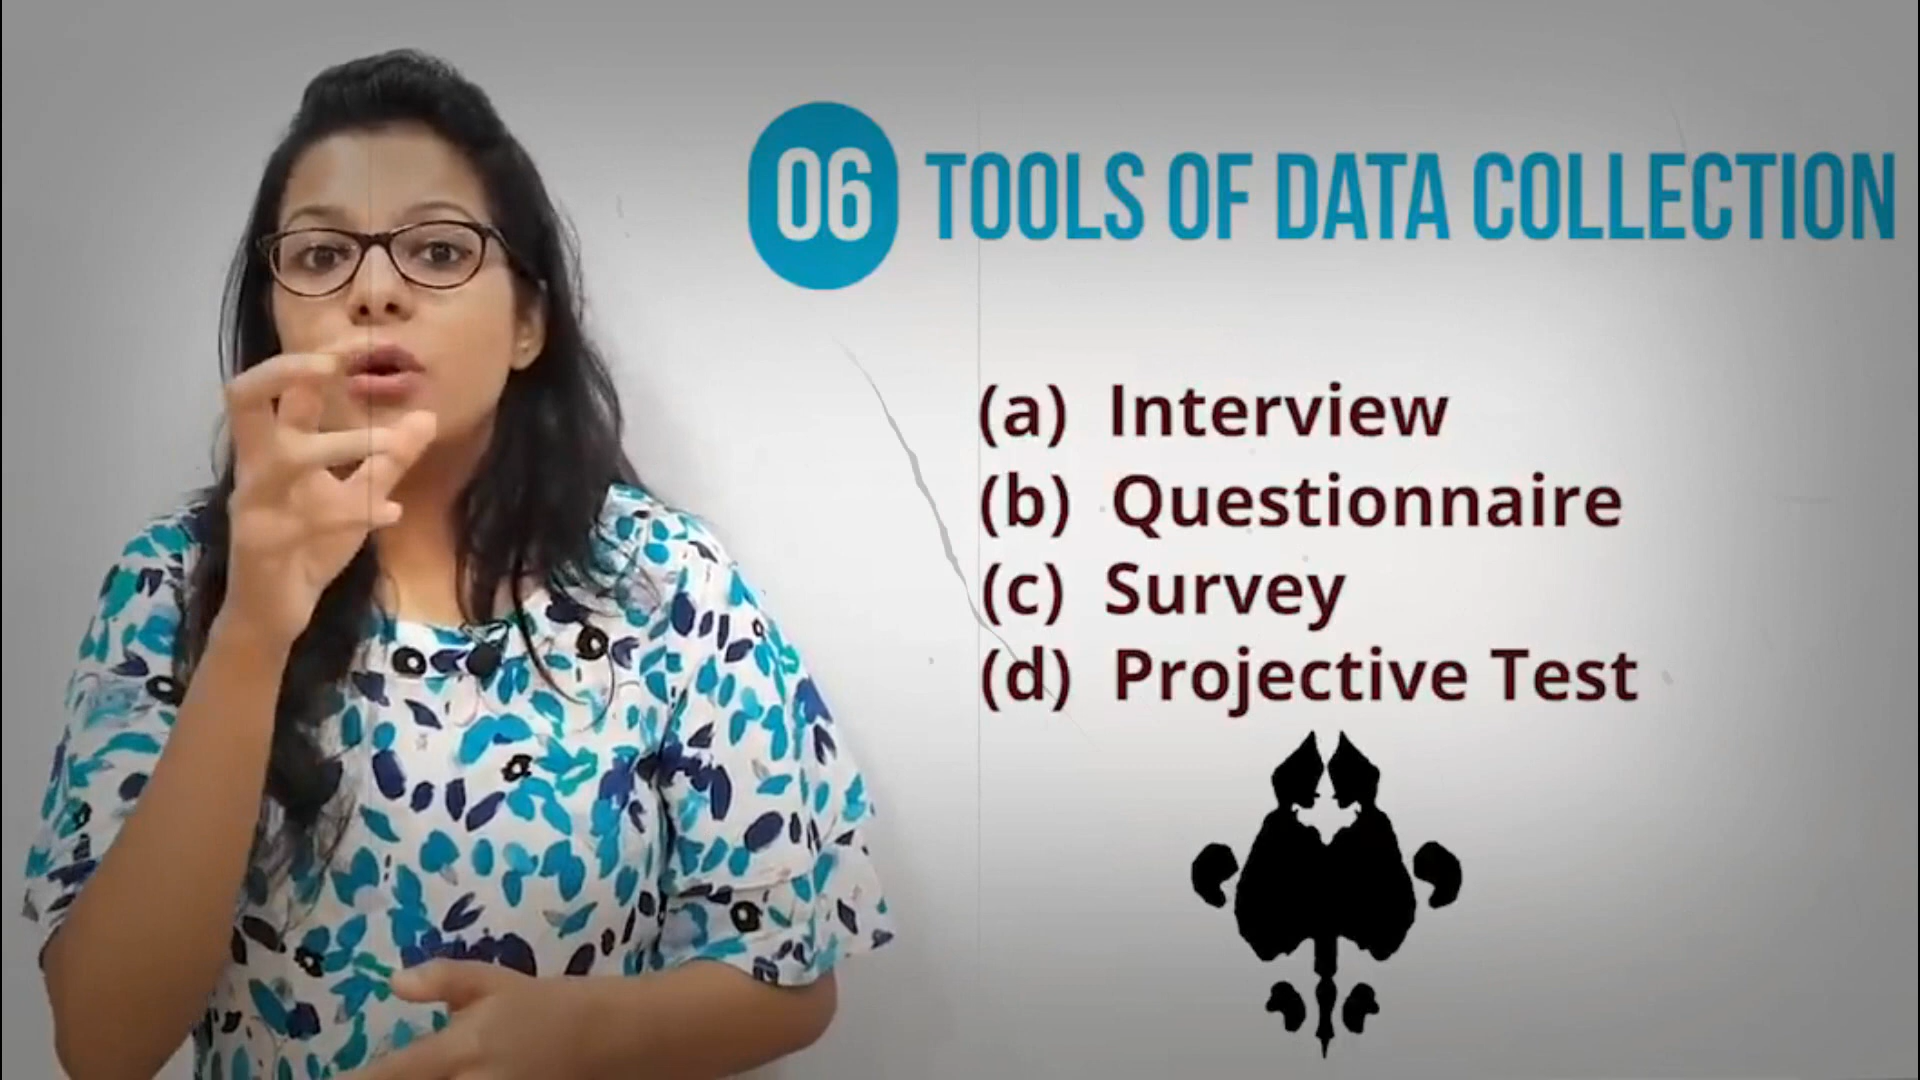 06 TOOLS OF DATA COLLECTION
(a) Interview
(b) Questionnaire
(c) Survey
(d) Projective Test